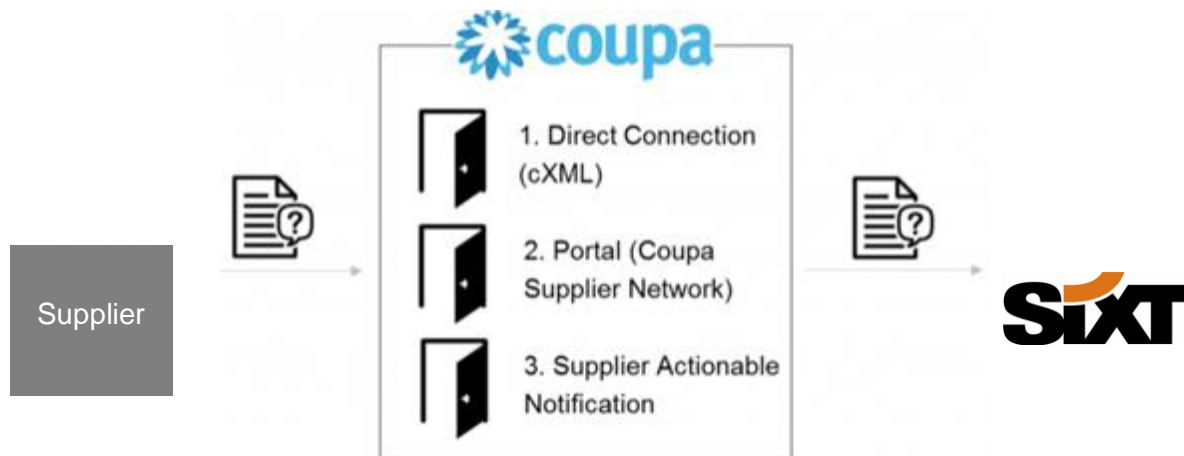 coupa
1. Direct Connection
(cXML)
?
?
2. Portal (Coupa
Supplier Network)
Supplier
SIXT
3. Supplier Actionable
Notification